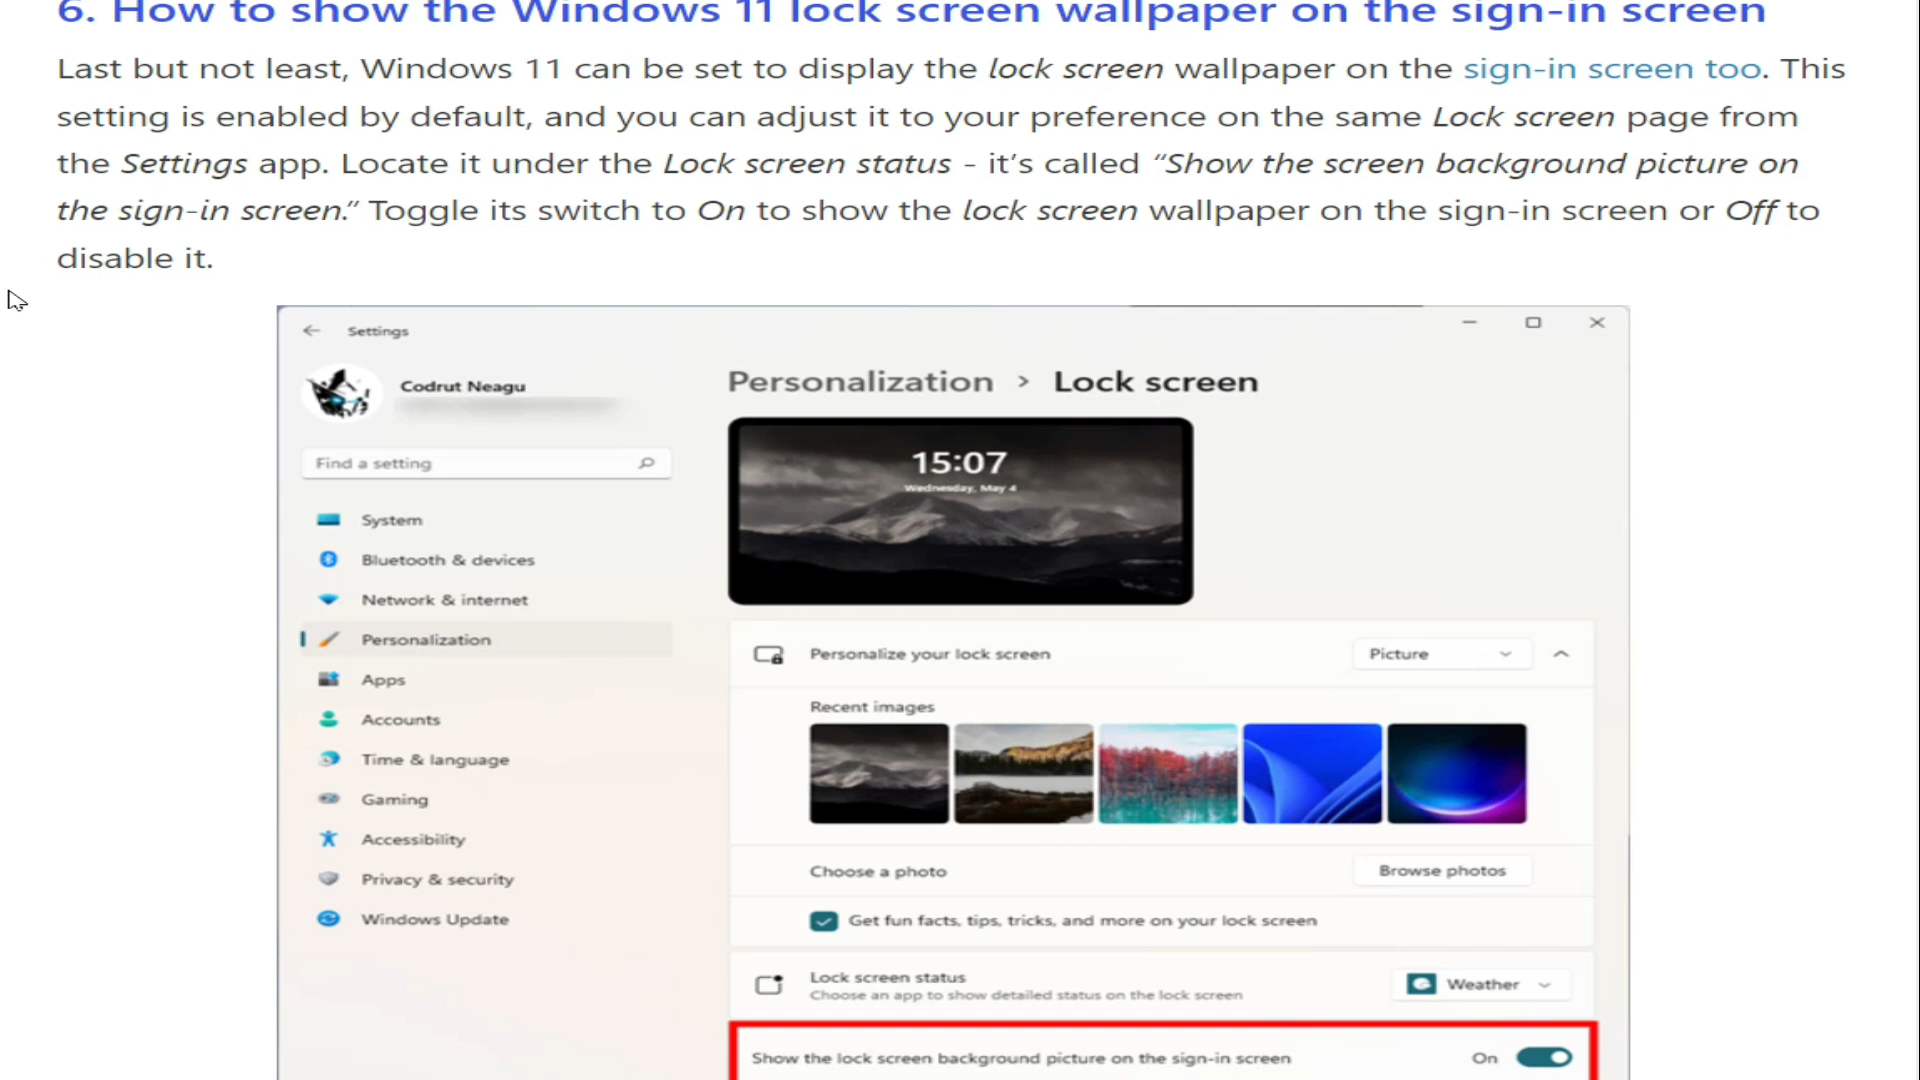 6. How to show the Windows 11 lock screen wallpaper on the sign-in screen
Last but not least, Windows 11 can be set to display the lock screen wallpaper on the sign-in screen too. This
setting is enabled by default, and you can adjust it to your preference on the same Lock screen page from
the Settings app. Locate it under the Lock screen status - it’s called “Show the screen background picture on
the sign-in screen.” Toggle its switch to On to show the lock screen wallpaper on the sign-in screen or Off to
disable it.
Settings
Codrut Neagu
Personalization > Lock screen
15:07
Wednesday, May 4
Find a setting
System
Bluetooth & devices
Network & internet
Personalization
Apps
Accounts
Time & language
Gaming
Accessibility
Privacy & security
Windows Update
Personalize your lock screen
Picture
Recent images
Choose a photo
Browse photos
Get fun facts, tips, tricks, and more on your lock screen
Lock screen status
Choose an app to show detailed status on the lock screen
Weather
Show the lock screen background picture on the sign-in screen
On